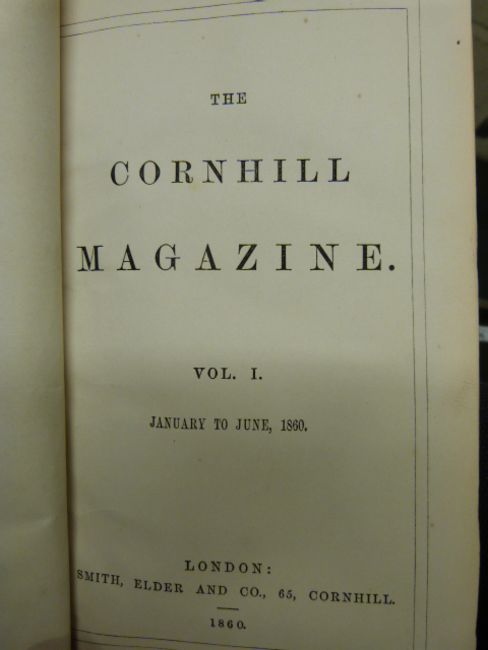 THE
CORNHILL
MAGAZINE.
VOL. I.
JANUARY TO JUNE, 1860.
LONDON:
SMITH, ELDER AND CO., 65, CORNHILL.
1860.